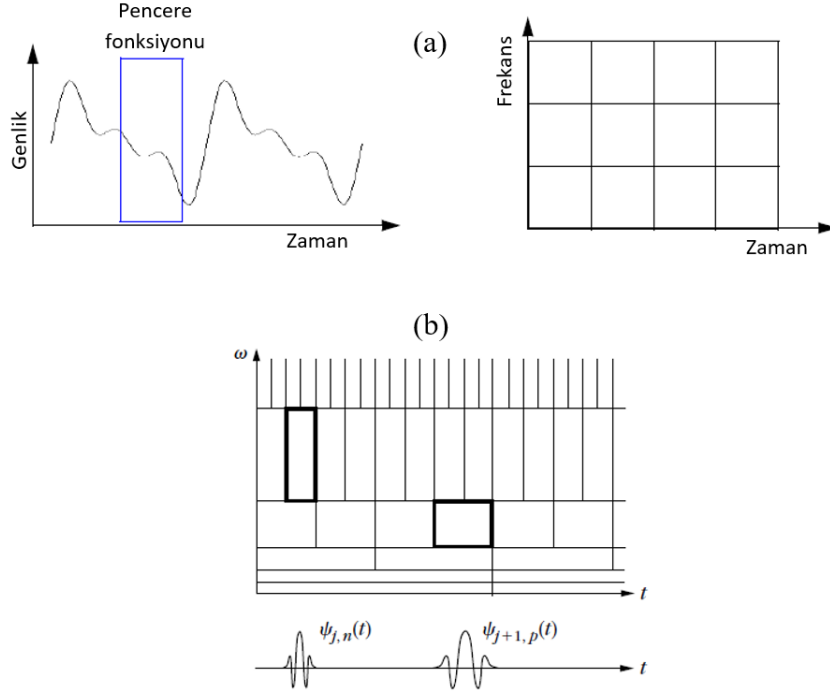 Pencere
fonksiyonu
(a)
Genlik
Zaman
Frekans
Zaman
(b)
ω
t
ψj,n(t)
ψj+1,p(t)
t